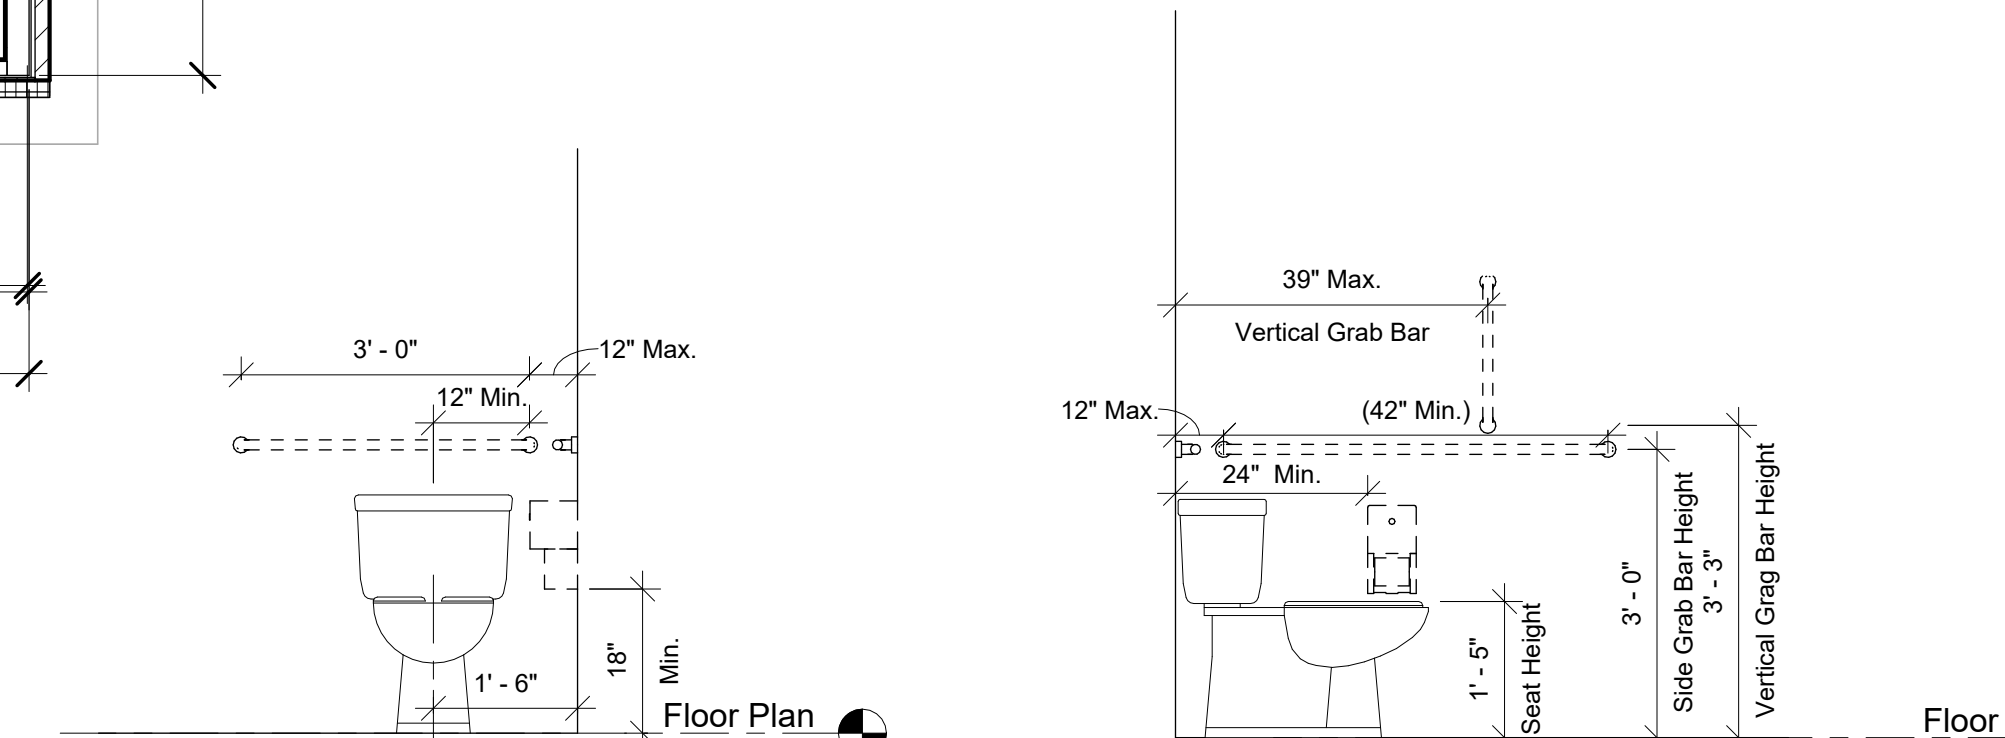 3' - 0"
12" Max.
12" Min.
1' - 6"
18"
Min.
Floor Plan
39" Max.
Vertical Grab Bar
12" Max.
(42" Min.)
24" Min.
1' - 5"
Seat Height
3' - 0"
Side Grab Bar Height
3' - 3"
Vertical Grag Bar Height
Floor